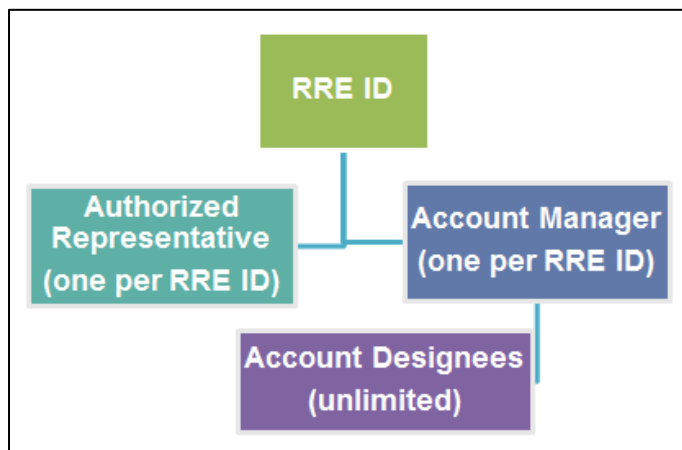 RRE ID
Authorized
Representative
(one per RRE ID)
Account Manager
(one per RRE ID)
Account Designees
(unlimited)